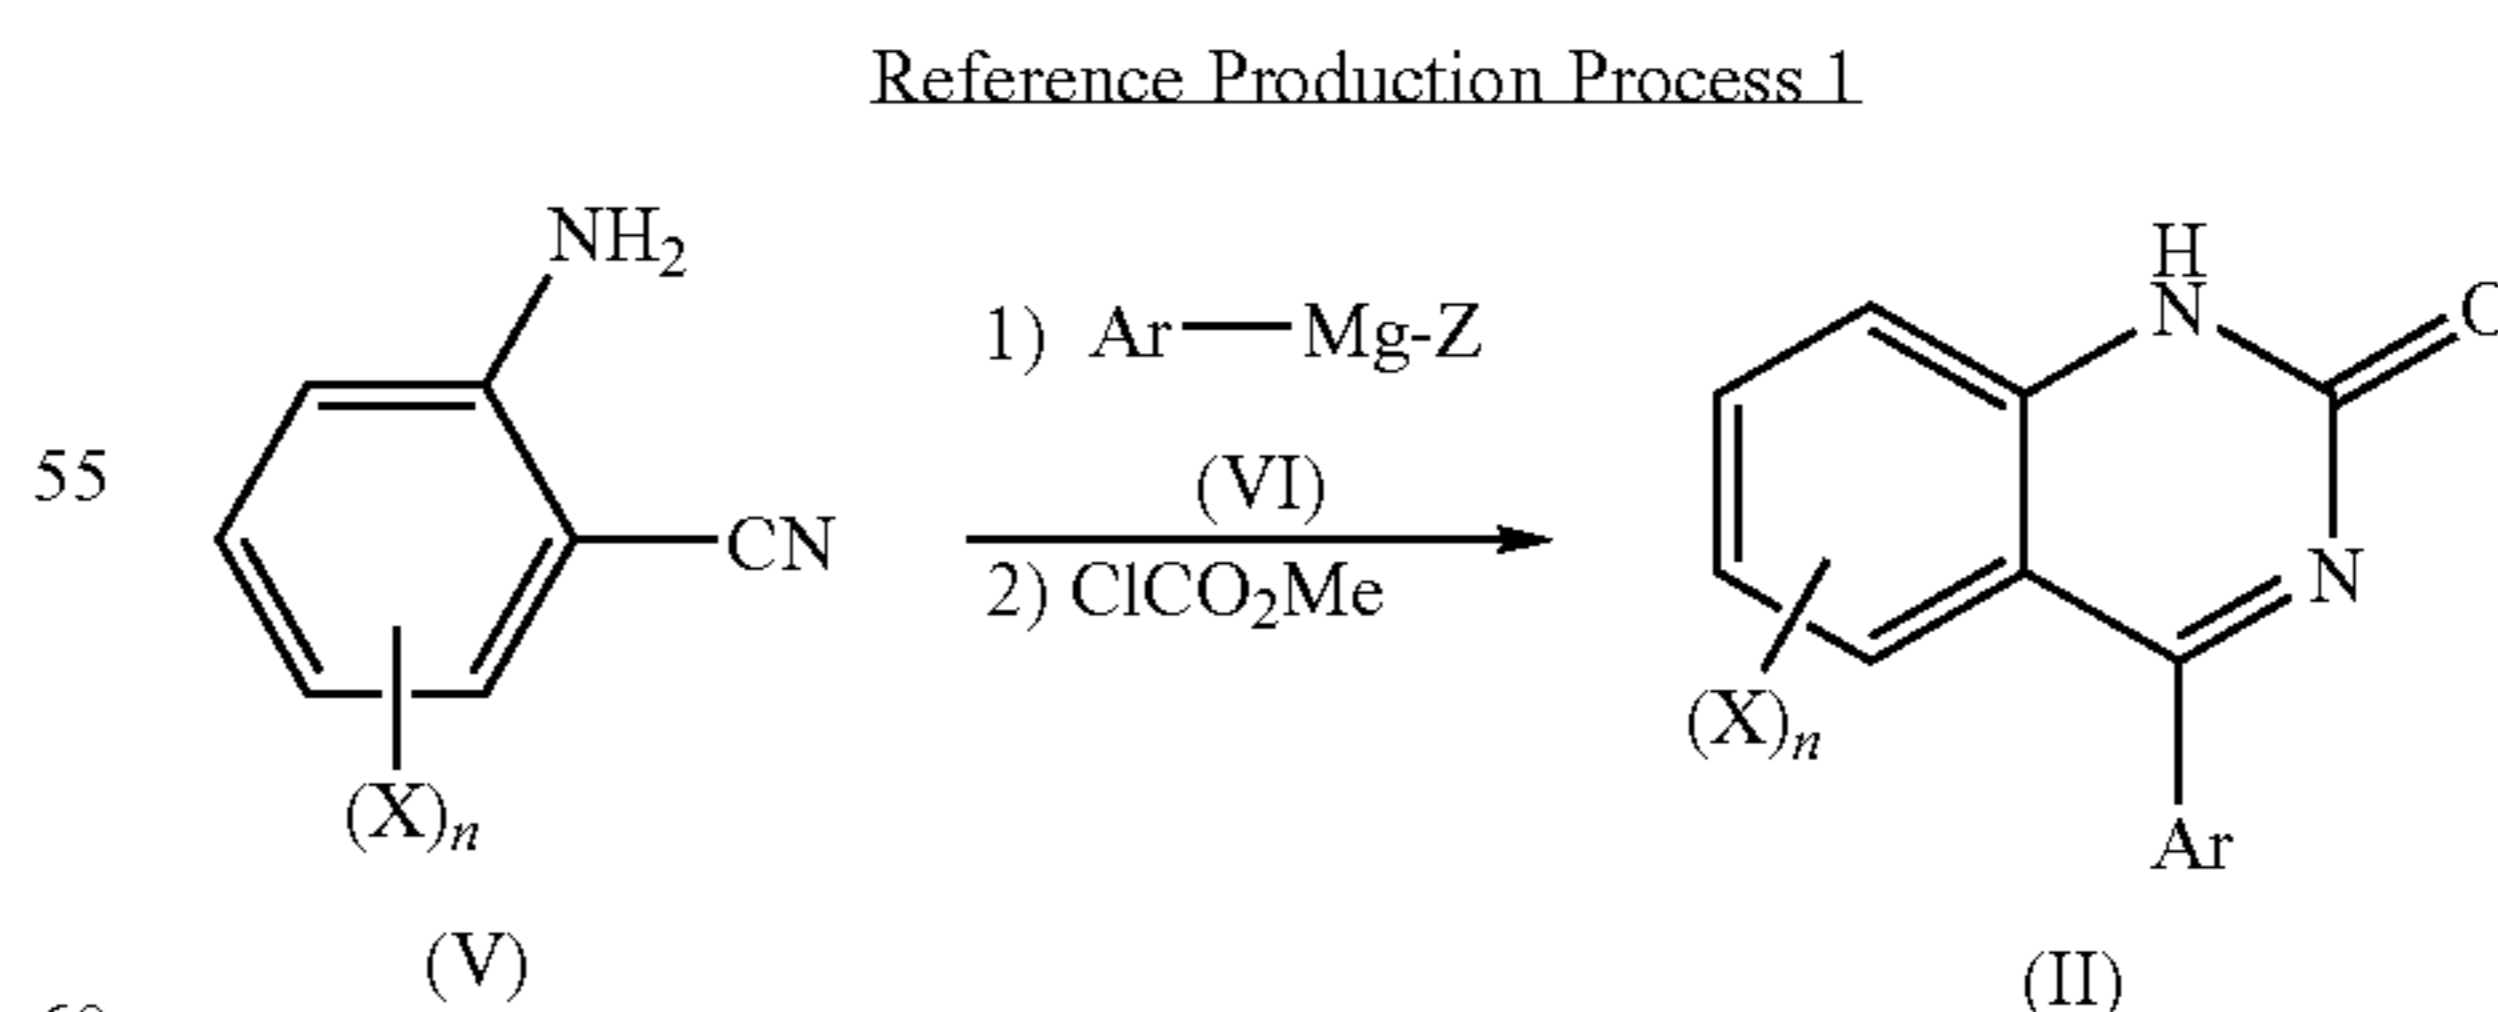 Reference Production Process 1
NH2
1) Ar—Mg-Z
(VI)
2) ClCO2Me
55
CN
(X)n
(V)
H
N
N
(X)n
Ar
(II)